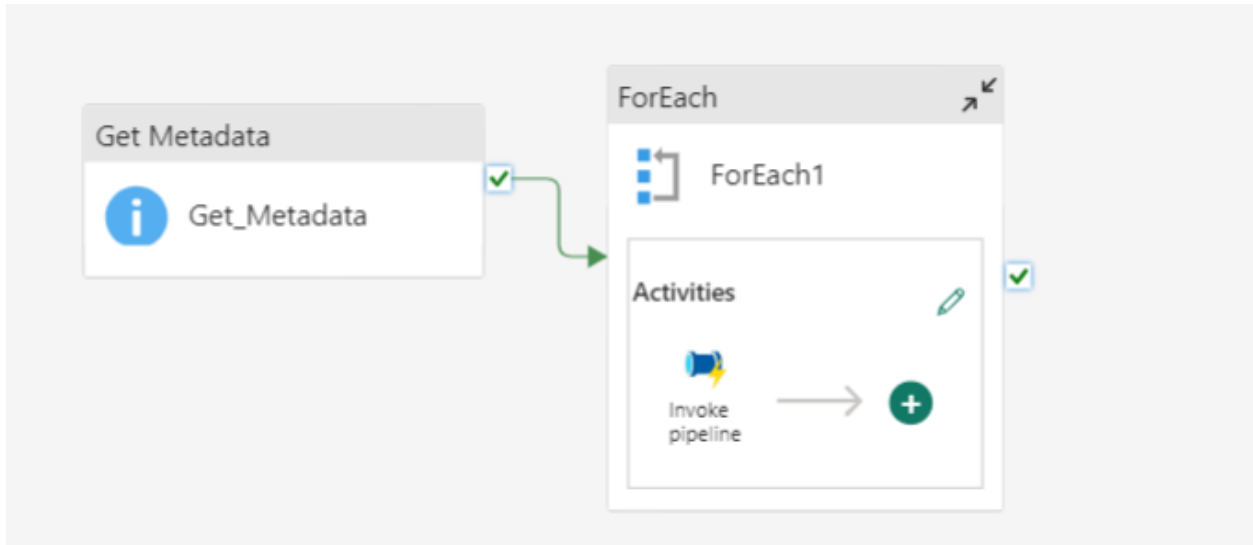 Get Metadata
Get_Metadata
ForEach
ForEach1
Activities
Invoke
pipeline